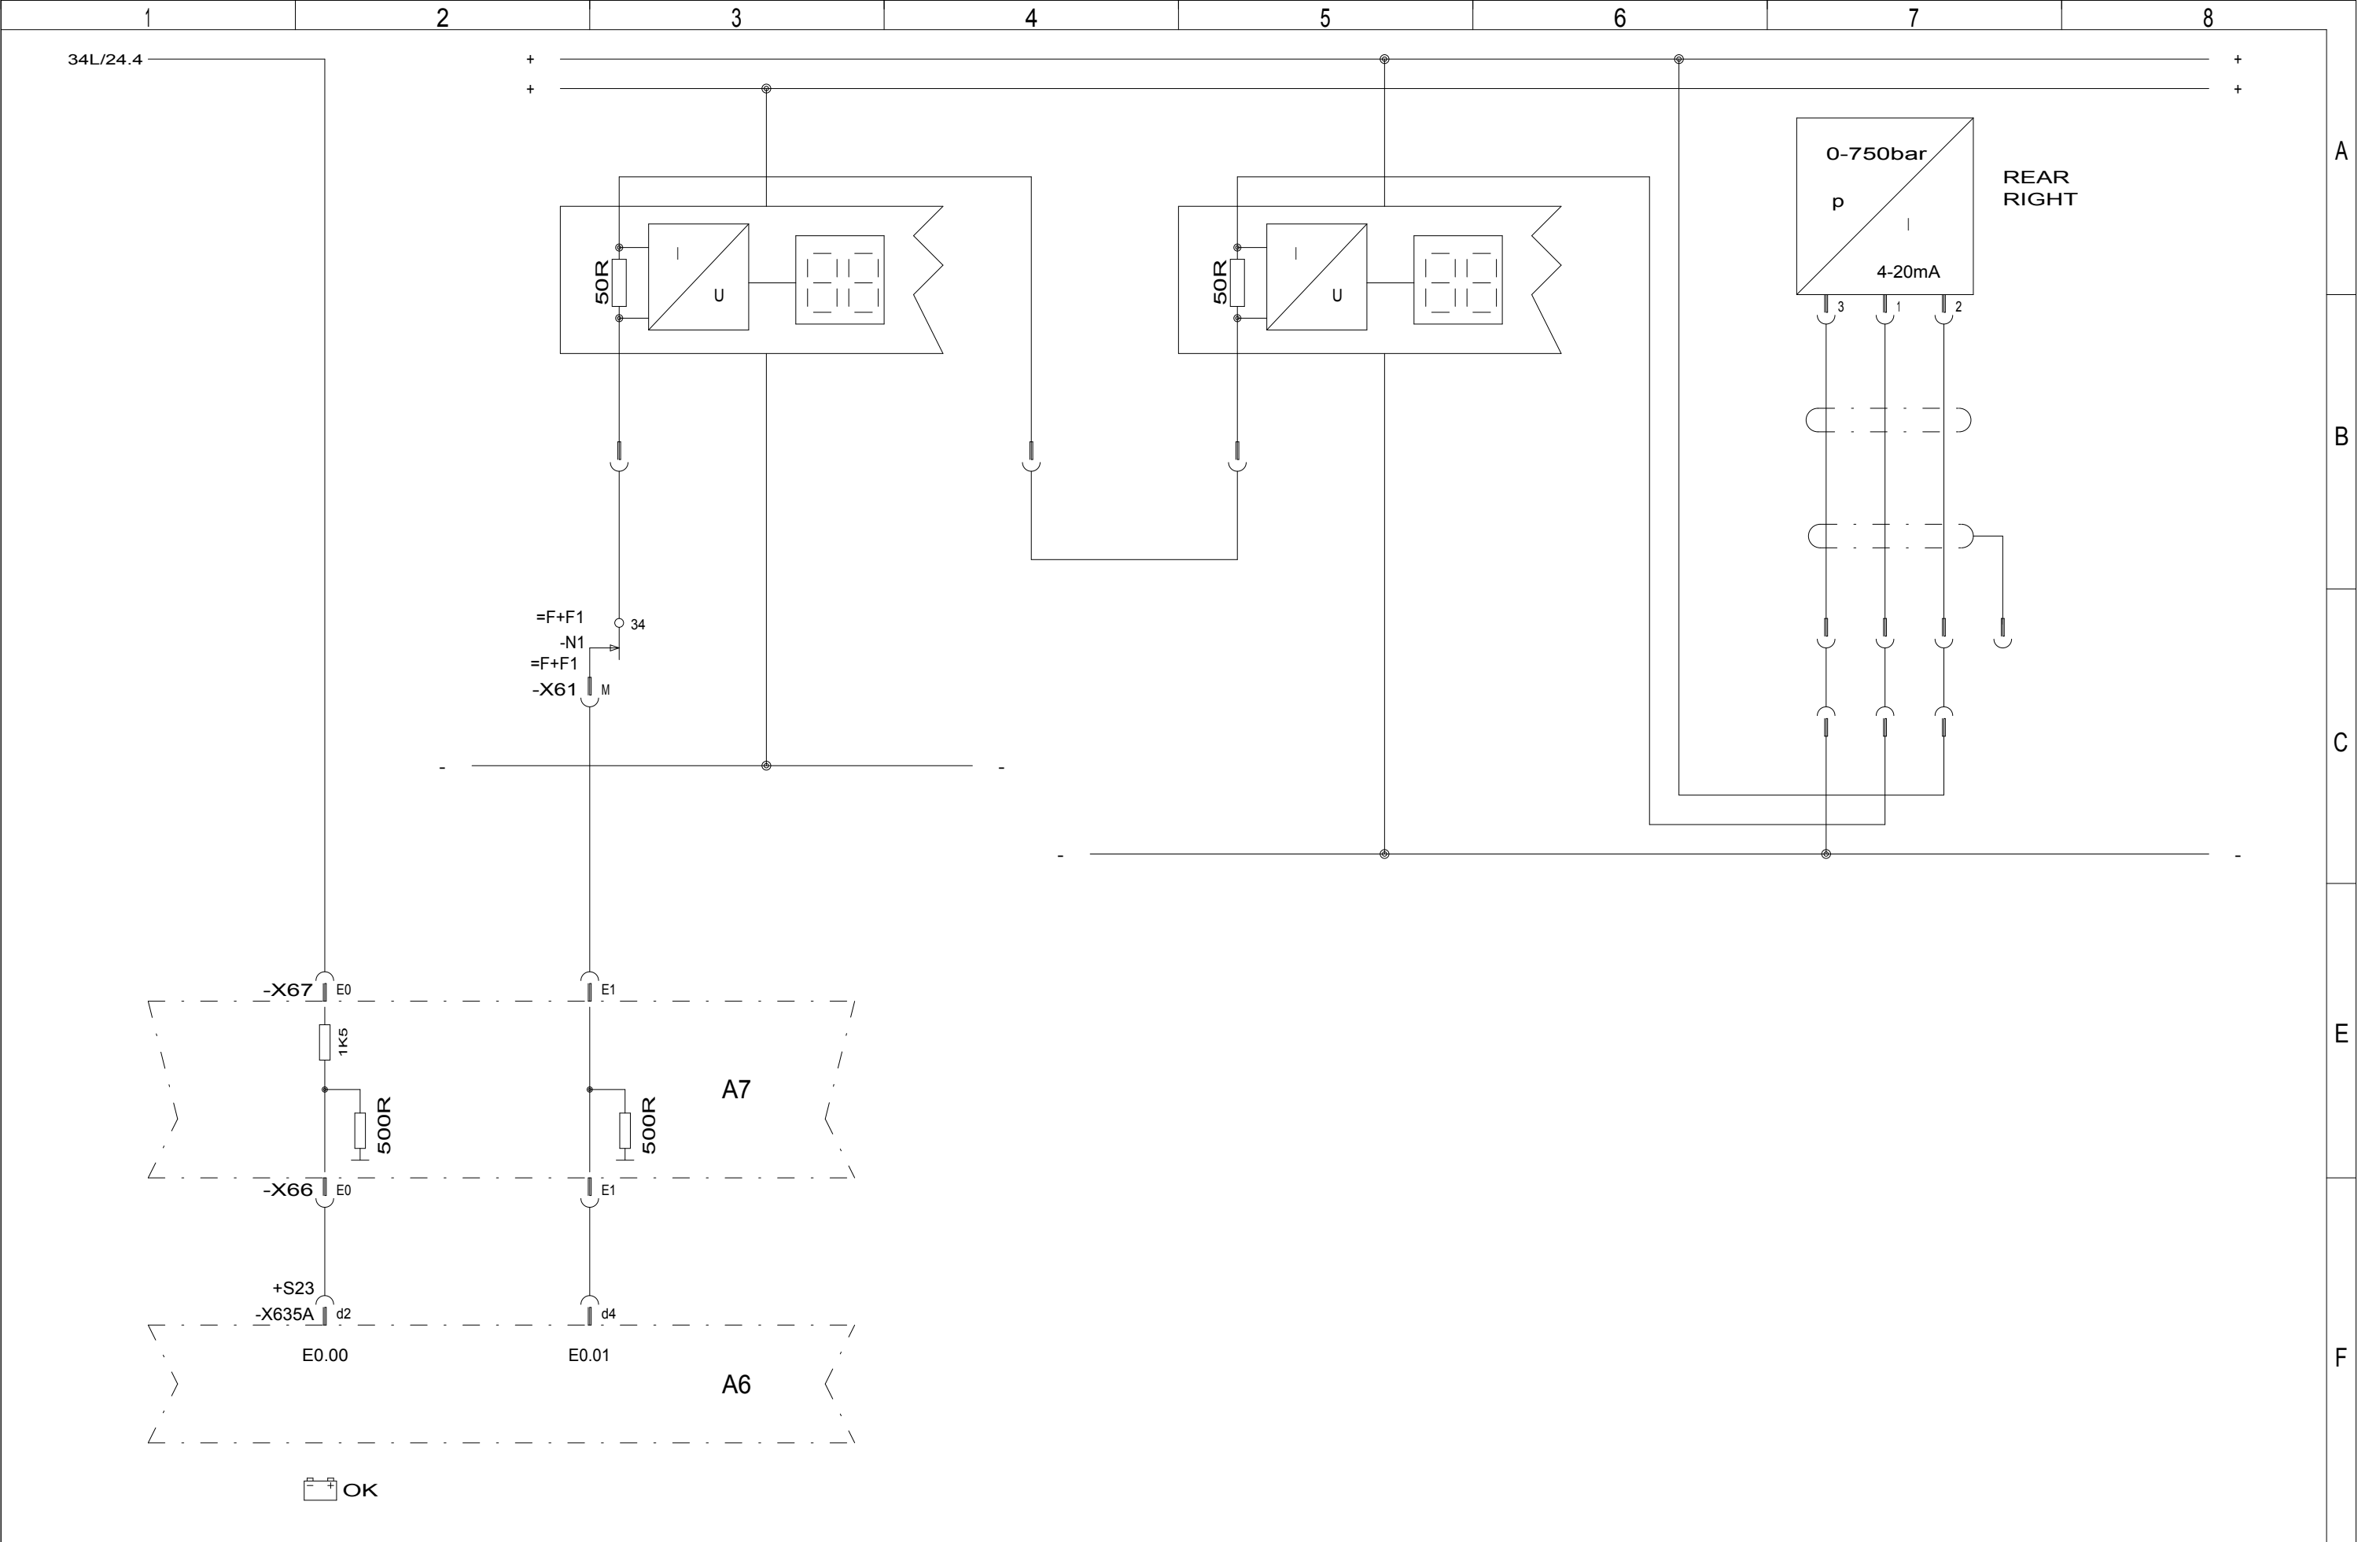 1 2 3 4 5 6 7 8
34L/24.4
+ +
+ +
A
0-750bar
p
I
4-20mA
REAR
RIGHT
50R
I
U
50R
I
U
3 1 2
B
=F+F1
34
-N1
=F+F1
-X61 M
C
- -
- -
-X67 E0 E1
1K5
E
A7
500R
500R
-X66 E0 E1
+S23
-X635A d2 d4
E0.00 E0.01
F
A6
- +
OK